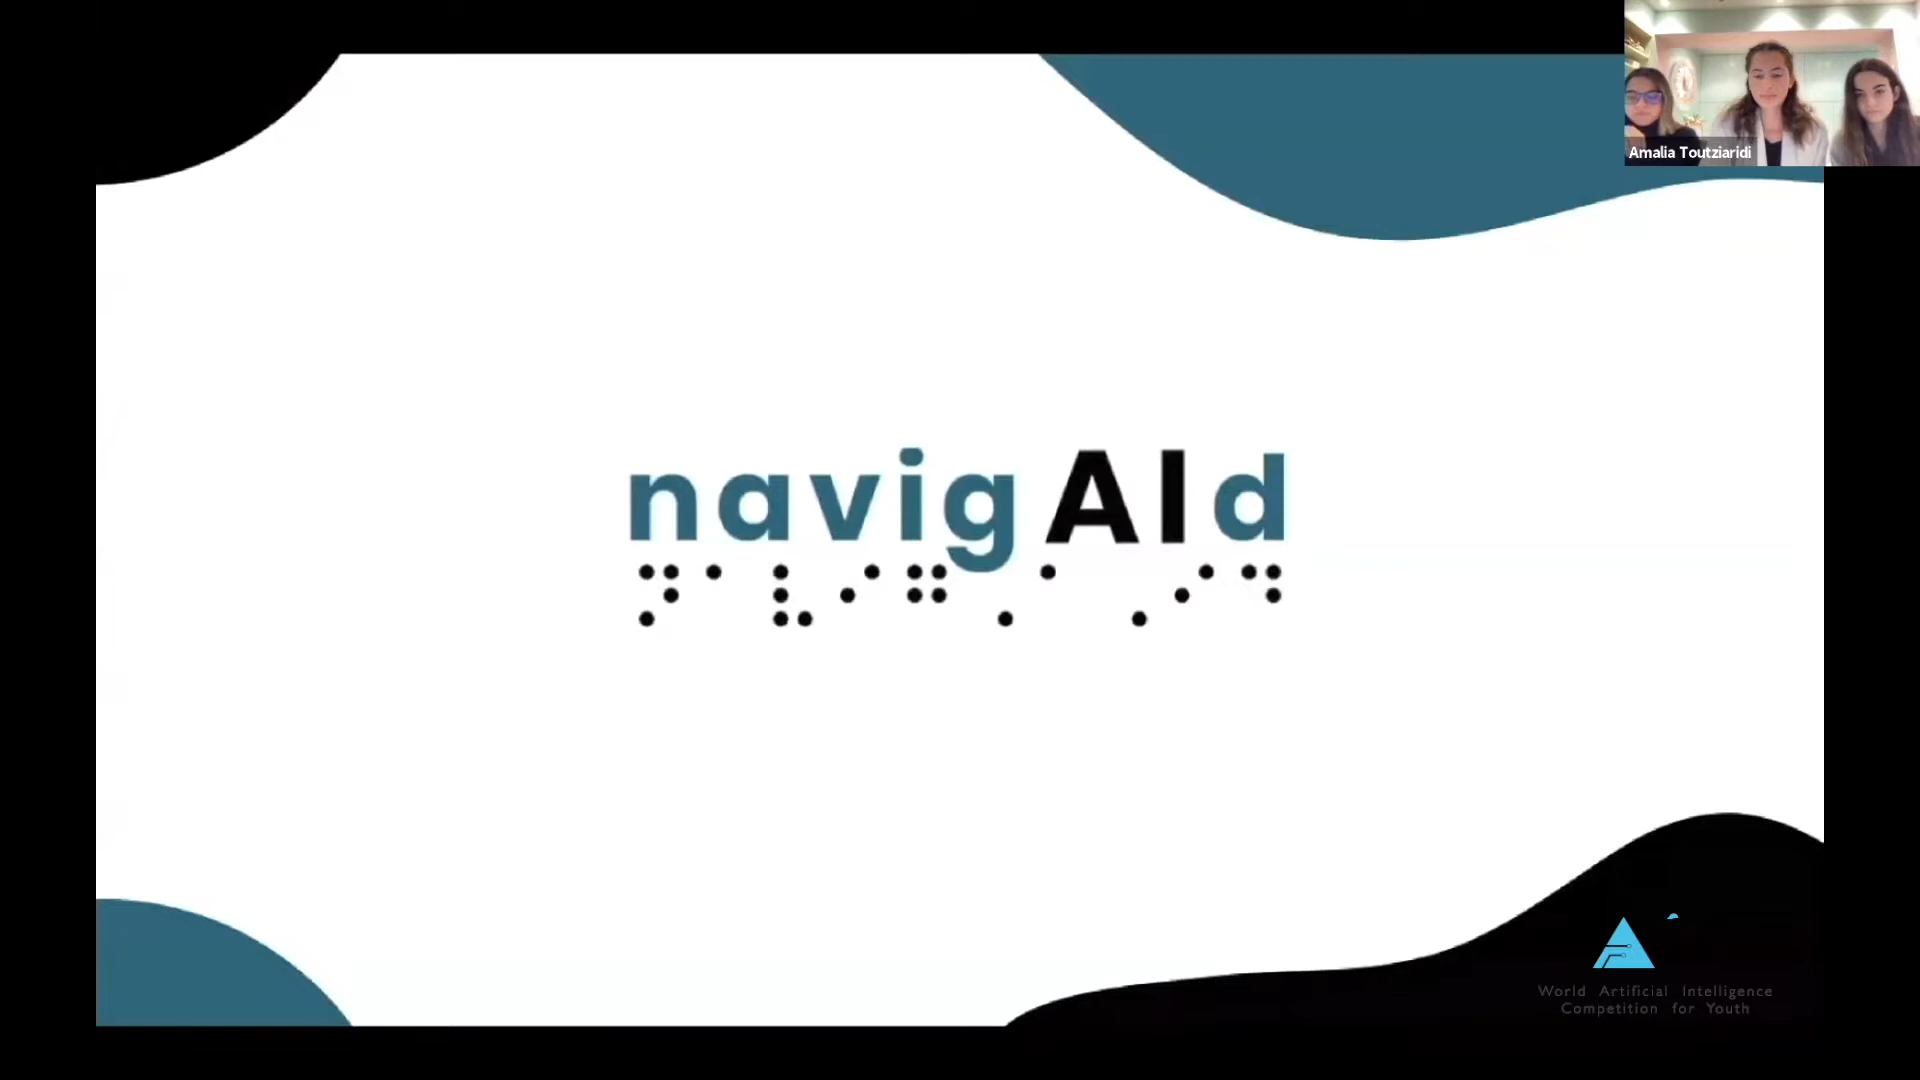 Amalia Toutziaridi
navigAId
⠝⠁⠧⠊⠛⠠⠁⠠⠊⠙
World Artificial Intelligence
Competition for Youth